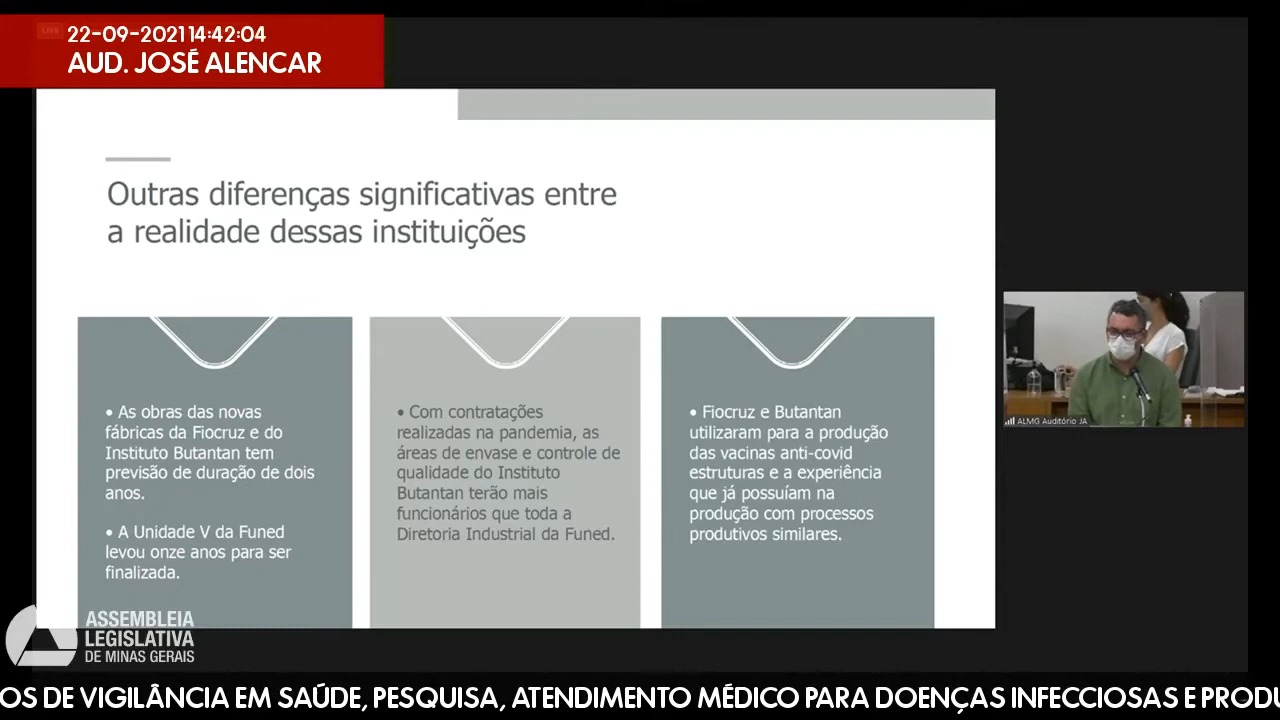 LIVE
22-09-2021 14:42:04
AUD. JOSÉ ALENCAR
Outras diferenças significativas entre
a realidade dessas instituições
• As obras das novas
fábricas da Fiocruz e do
Instituto Butantan tem
previsão de duração de dois
anos.
• A Unidade V da Funed
levou onze anos para ser
finalizada.
• Com contratações
realizadas na pandemia, as
áreas de envase e controle de
qualidade do Instituto
Butantan terão mais
funcionários que toda a
Diretoria Industrial da Funed.
• Fiocruz e Butantan
utilizaram para a produção
das vacinas anti-covid
estruturas e a experiência
que já possuíam na
produção com processos
produtivos similares.
ALMG Auditório JA
ASSEMBLEIA
LEGISLATIVA
DE MINAS GERAIS
OS DE VIGILÂNCIA EM SAÚDE, PESQUISA, ATENDIMENTO MÉDICO PARA DOENÇAS INFECCIOSAS E PRODU